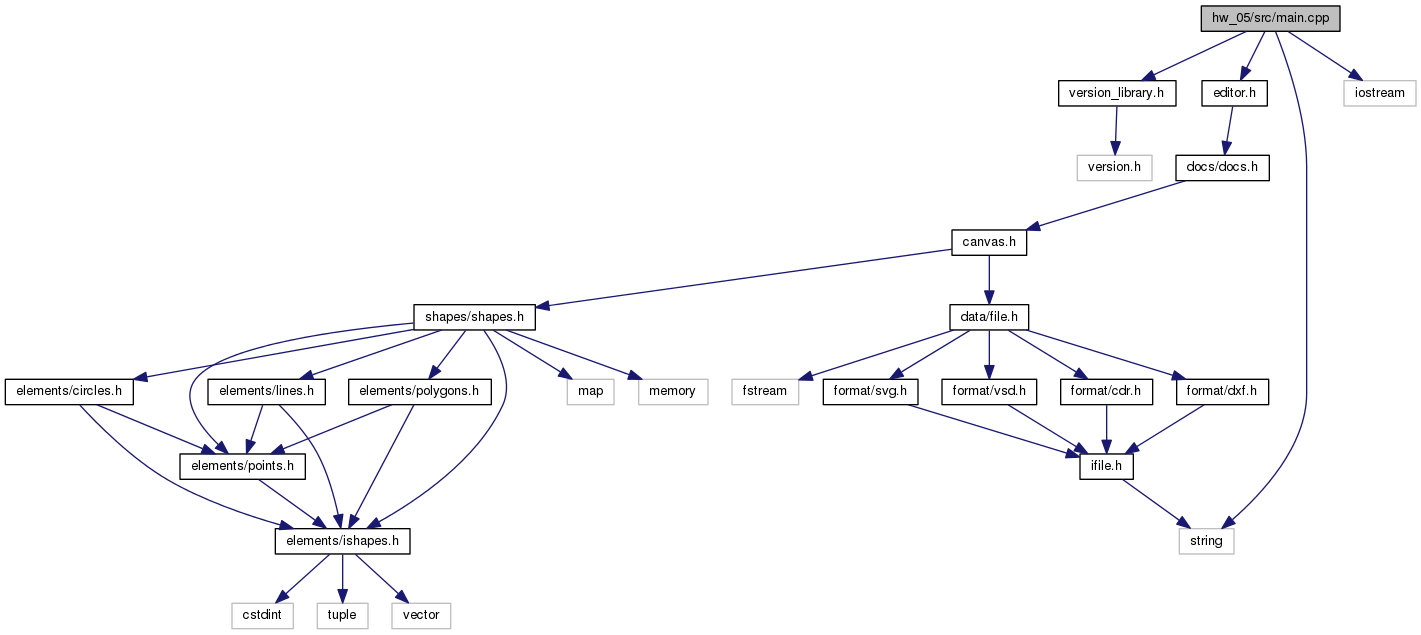 hw_05/src/main.cpp
version_library.h
editor.h
iostream
version.h
docs/docs.h
canvas.h
shapes/shapes.h
data/file.h
elements/circles.h
elements/lines.h
elements/polygons.h
map
memory
fstream
format/svg.h
format/vsd.h
format/cdr.h
format/dxf.h
elements/points.h
ifile.h
elements/ishapes.h
string
cstdint
tuple
vector